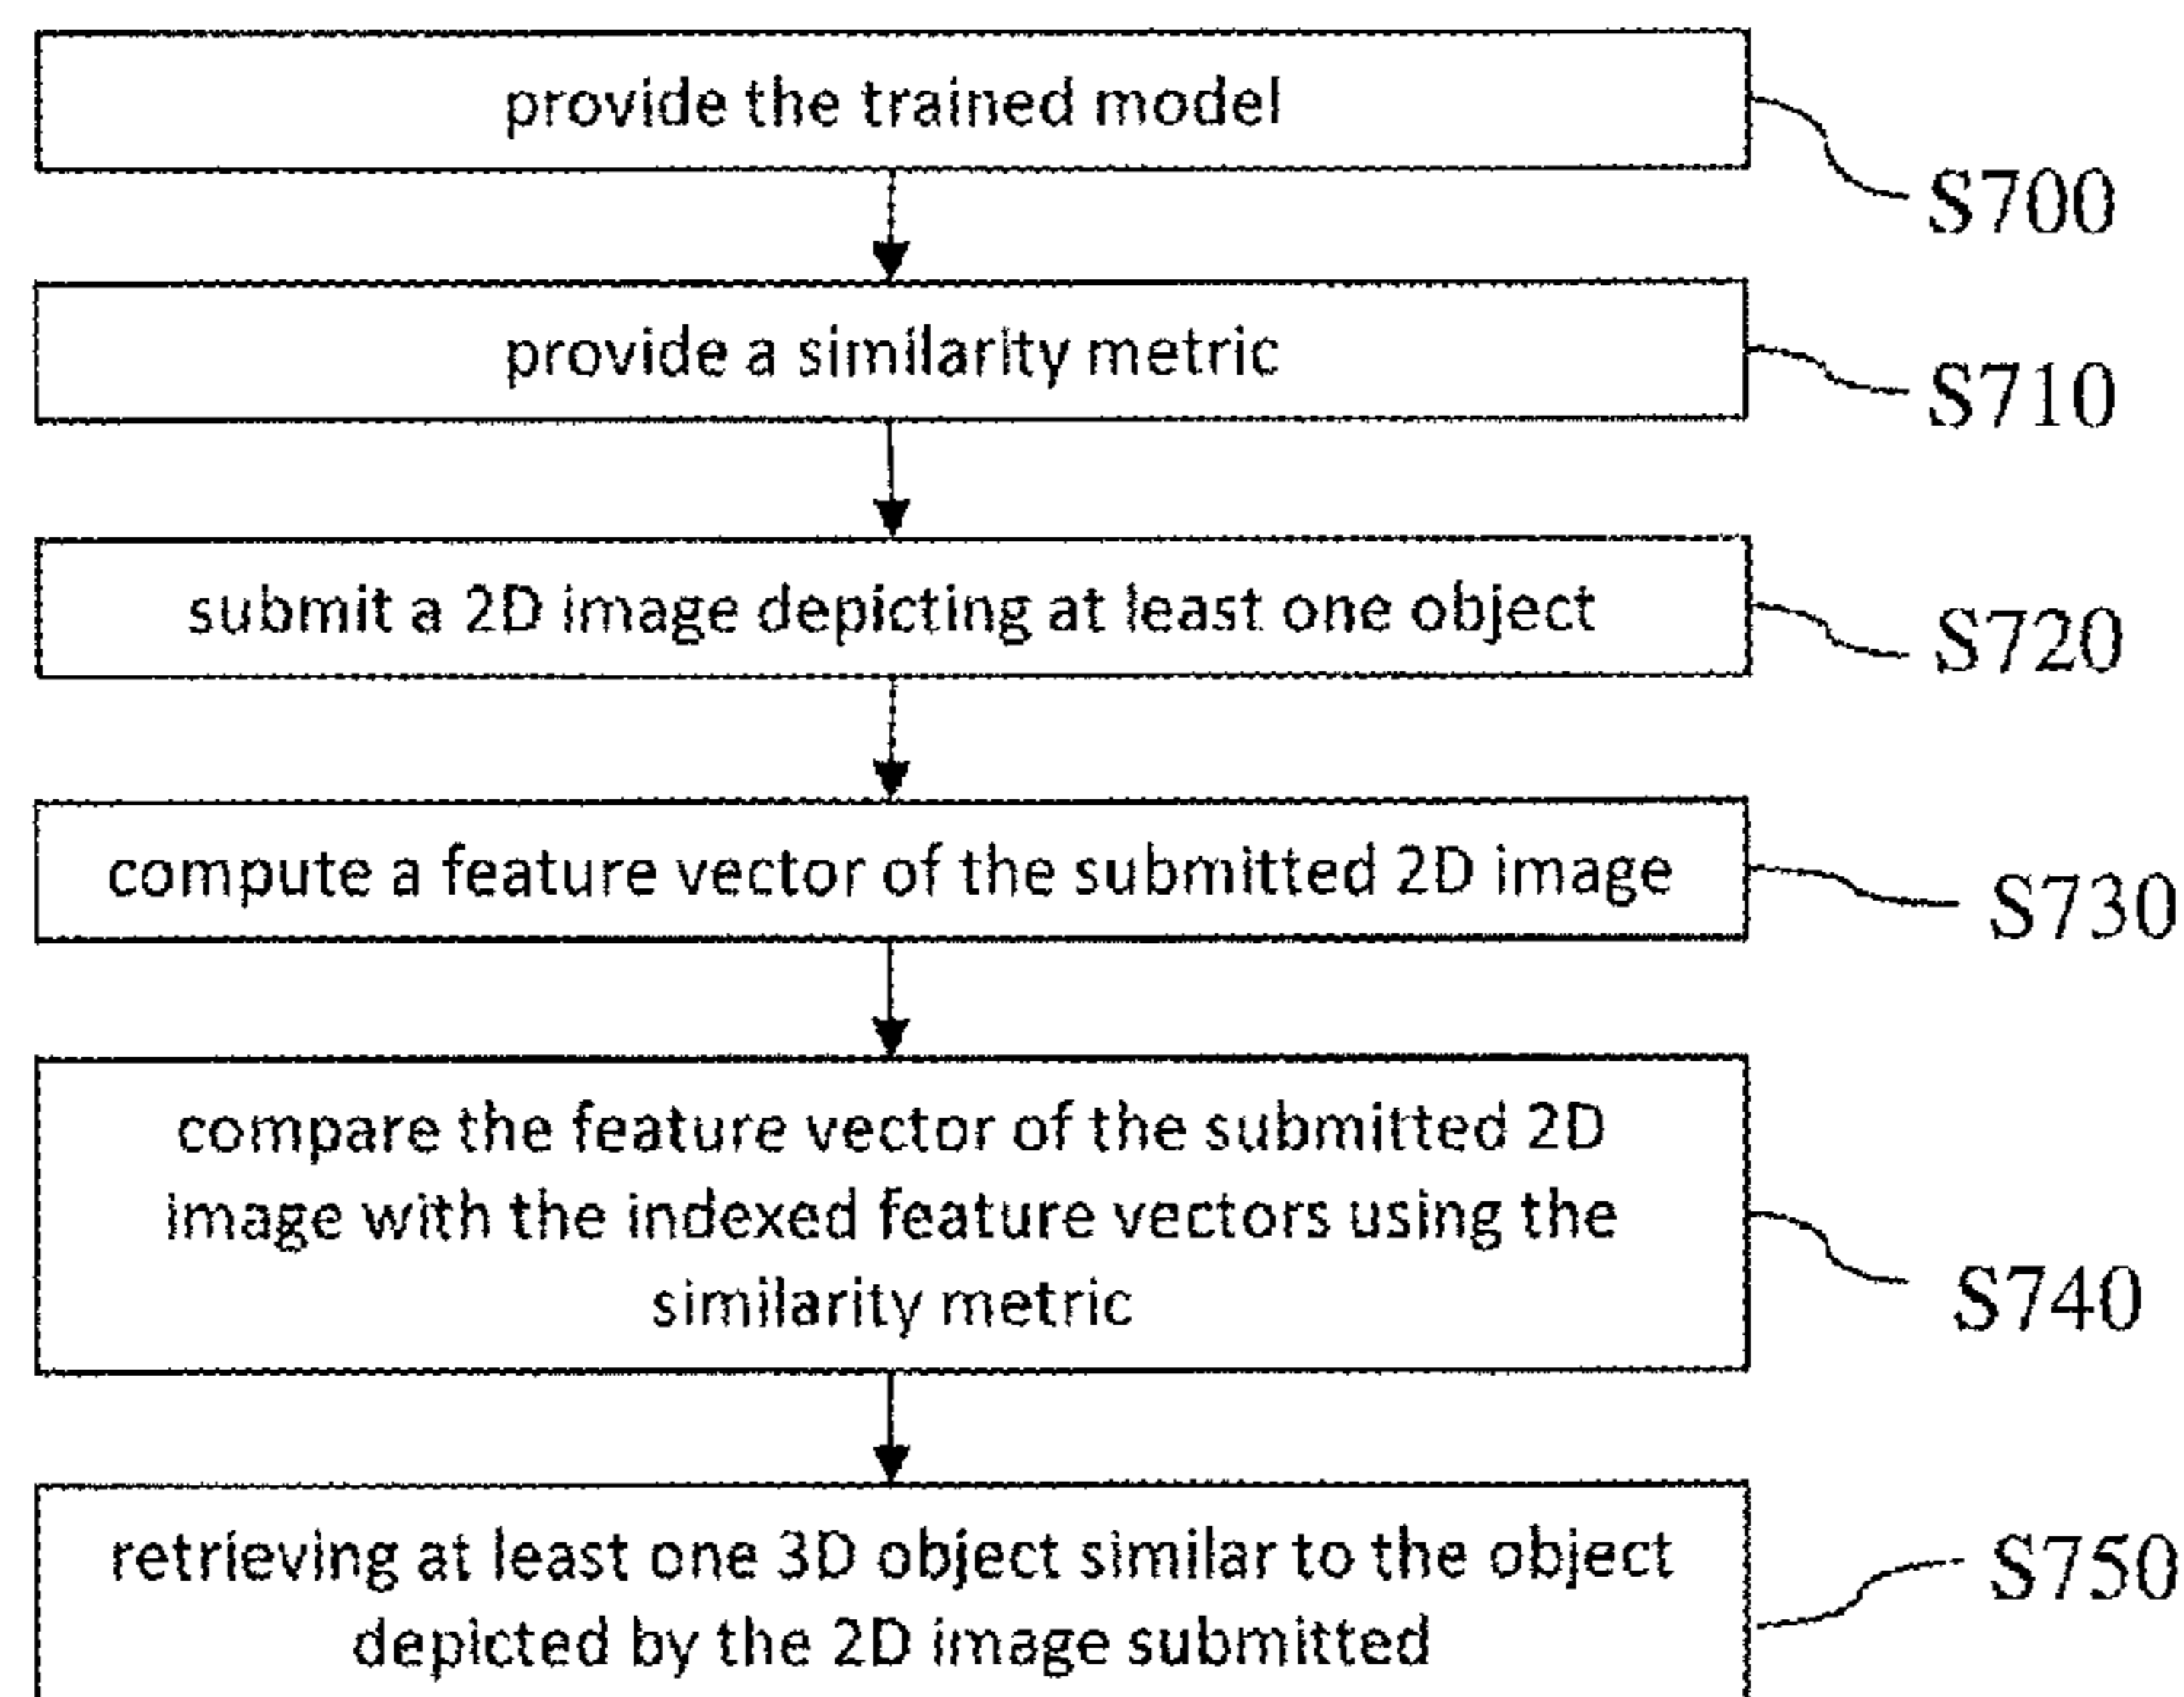 provide the trained model
S700
provide a similarity metric
S710
submit a 2D image depicting at least one object
S720
compute a feature vector of the submitted 2D image
S730
compare the feature vector of the submitted 2D
image with the indexed feature vectors using the
similarity metric
S740
retrieving at least one 3D object similar to the object
depicted by the 2D image submitted
S750